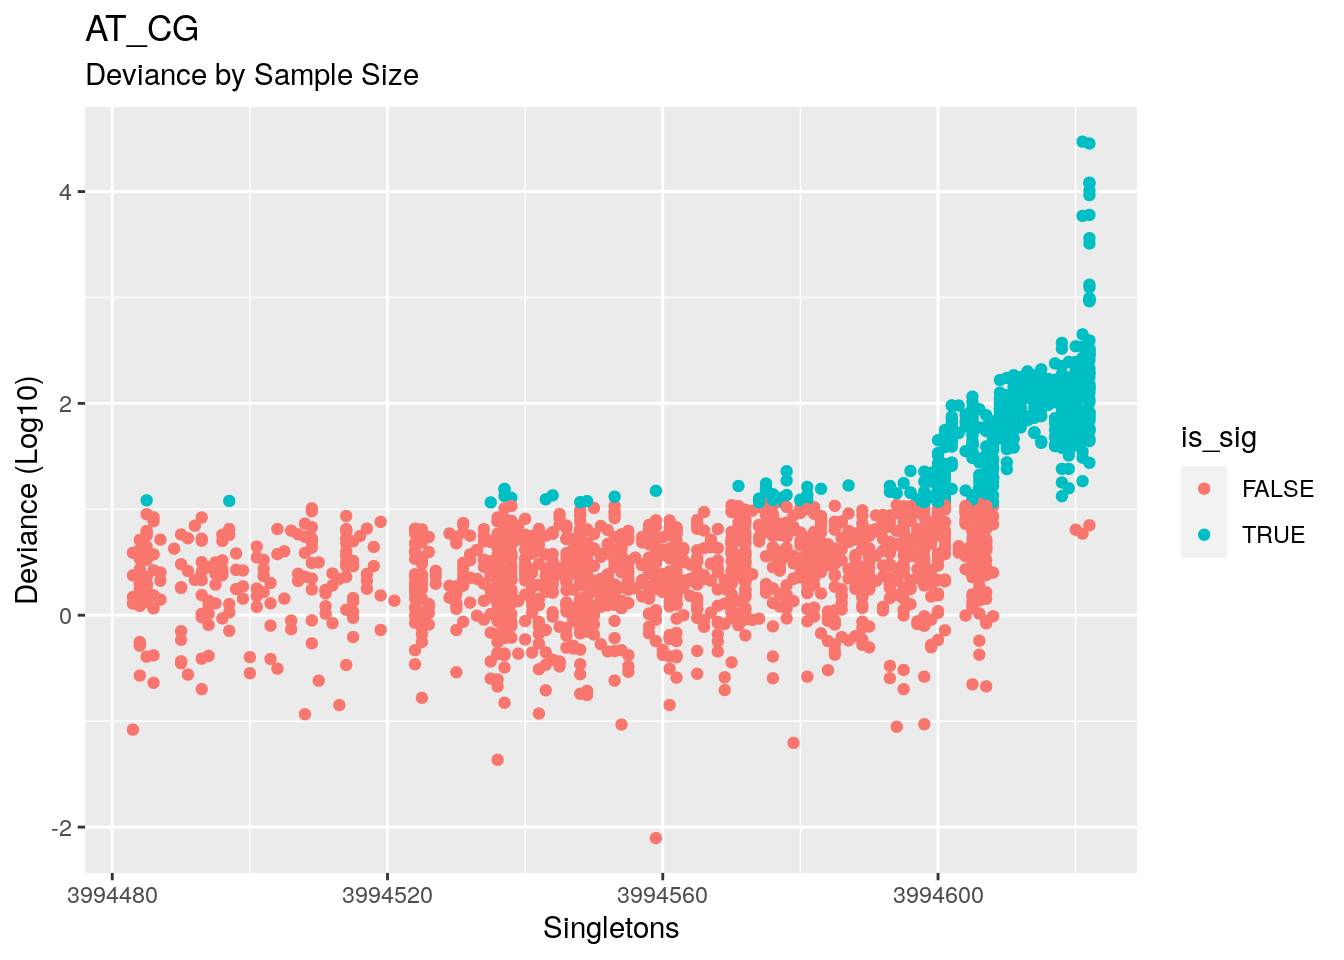 AT_CG
Deviance by Sample Size
Deviance (Log10)
4
2
0
-2
3994480
3994520
3994560
3994600
Singletons
is_sig
FALSE
TRUE